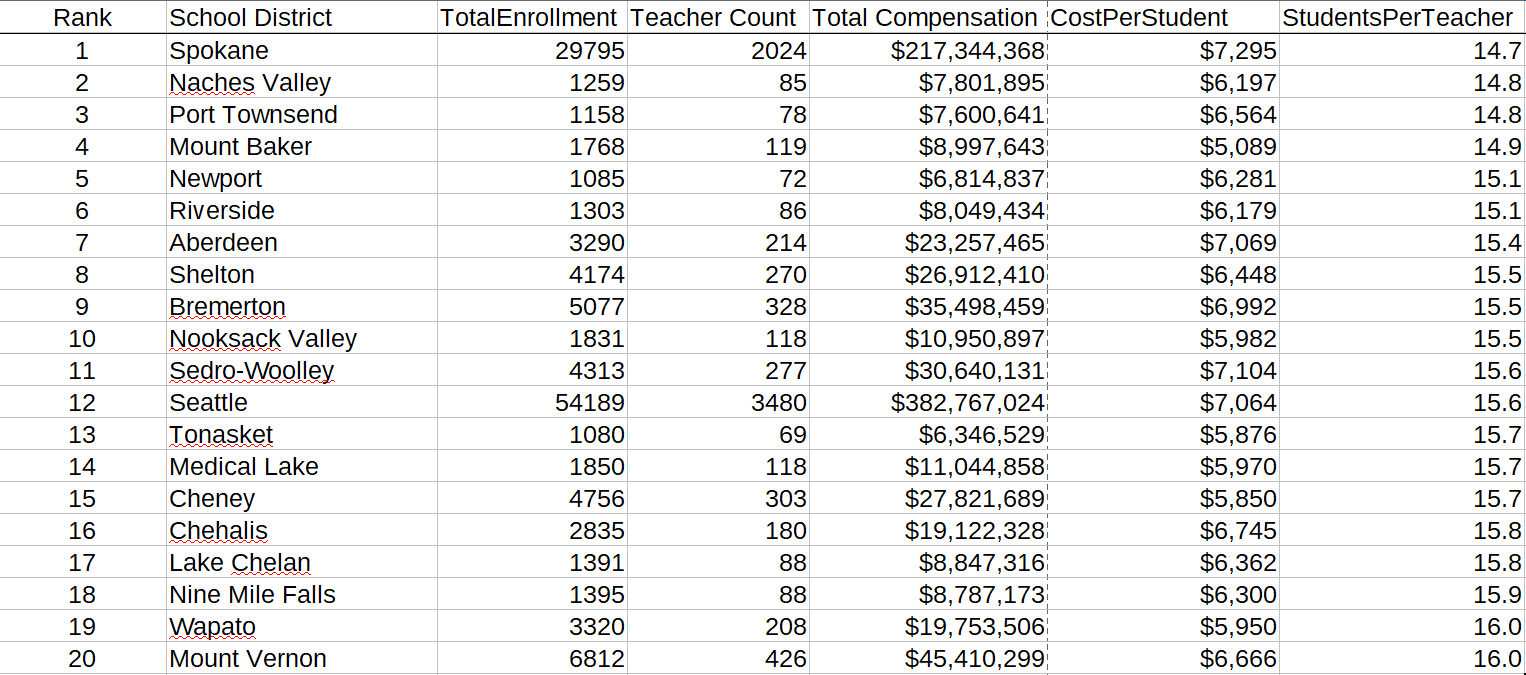 Rank School District TotalEnrollment Teacher Count Total Compensation CostPerStudent StudentsPerTeacher
1 Spokane 29795 2024 $217,344,368 $7,295 14.7
2 Naches Valley 1259 85 $7,801,895 $6,197 14.8
3 Port Townsend 1158 78 $7,600,641 $6,564 14.8
4 Mount Baker 1768 119 $8,997,643 $5,089 14.9
5 Newport 1085 72 $6,814,837 $6,281 15.1
6 Riverside 1303 86 $8,049,434 $6,179 15.1
7 Aberdeen 3290 214 $23,257,465 $7,069 15.4
8 Shelton 4174 270 $26,912,410 $6,448 15.5
9 Bremerton 5077 328 $35,498,459 $6,992 15.5
10 Nooksack Valley 1831 118 $10,950,897 $5,982 15.5
11 Sedro-Woolley 4313 277 $30,640,131 $7,104 15.6
12 Seattle 54189 3480 $382,767,024 $7,064 15.6
13 Tonasket 1080 69 $6,346,529 $5,876 15.7
14 Medical Lake 1850 118 $11,044,858 $5,970 15.7
15 Cheney 4756 303 $27,821,689 $5,850 15.7
16 Chehalis 2835 180 $19,122,328 $6,745 15.8
17 Lake Chelan 1391 88 $8,847,316 $6,362 15.8
18 Nine Mile Falls 1395 88 $8,787,173 $6,300 15.9
19 Wapato 3320 208 $19,753,506 $5,950 16.0
20 Mount Vernon 6812 426 $45,410,299 $6,666 16.0